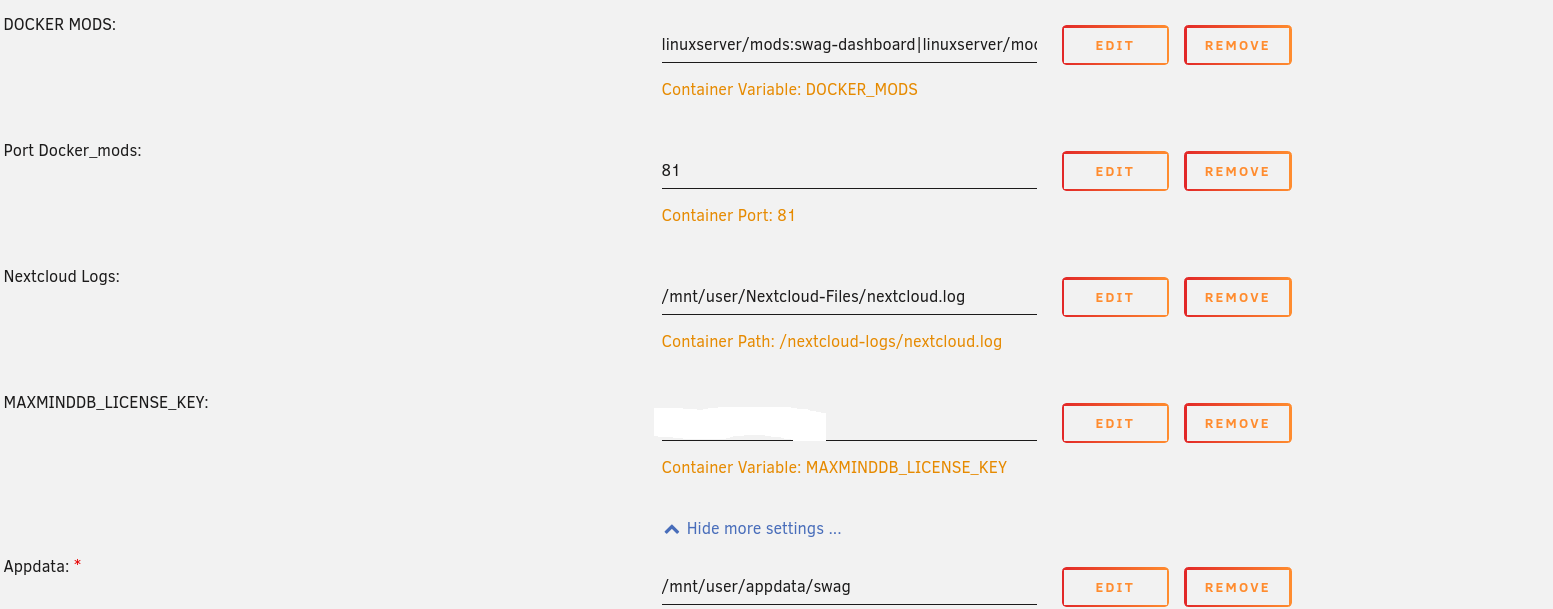 DOCKER MODS:
linuxserver/mods:swag-dashboard|linuxserver/mod
EDIT
REMOVE
Container Variable: DOCKER_MODS
Port Docker_mods:
81
EDIT
REMOVE
Container Port: 81
Nextcloud Logs:
/mnt/user/Nextcloud-Files/nextcloud.log
EDIT
REMOVE
Container Path: /nextcloud-logs/nextcloud.log
MAXMINDDB_LICENSE_KEY:
EDIT
REMOVE
Container Variable: MAXMINDDB_LICENSE_KEY
Hide more settings ...
Appdata: *
/mnt/user/appdata/swag
EDIT
REMOVE